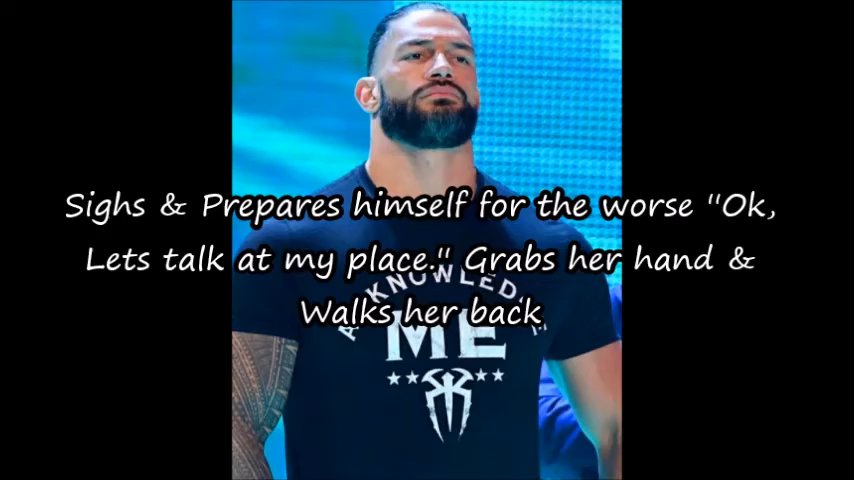 Sighs & Prepares himself for the worse "Ok,
Lets talk at my place." Grabs her hand &
Walks her back
ACKNOWLEDGE
ME